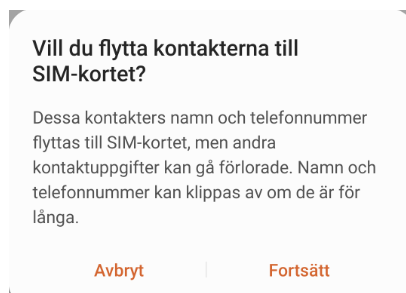 Vill du flytta kontakterna till
SIM-kortet?
Dessa kontakters namn och telefonnummer
flyttas till SIM-kortet, men andra
kontaktuppgifter kan gå förlorade. Namn och
telefonnummer kan klippas av om de är för
långa.
Avbryt
Fortsätt